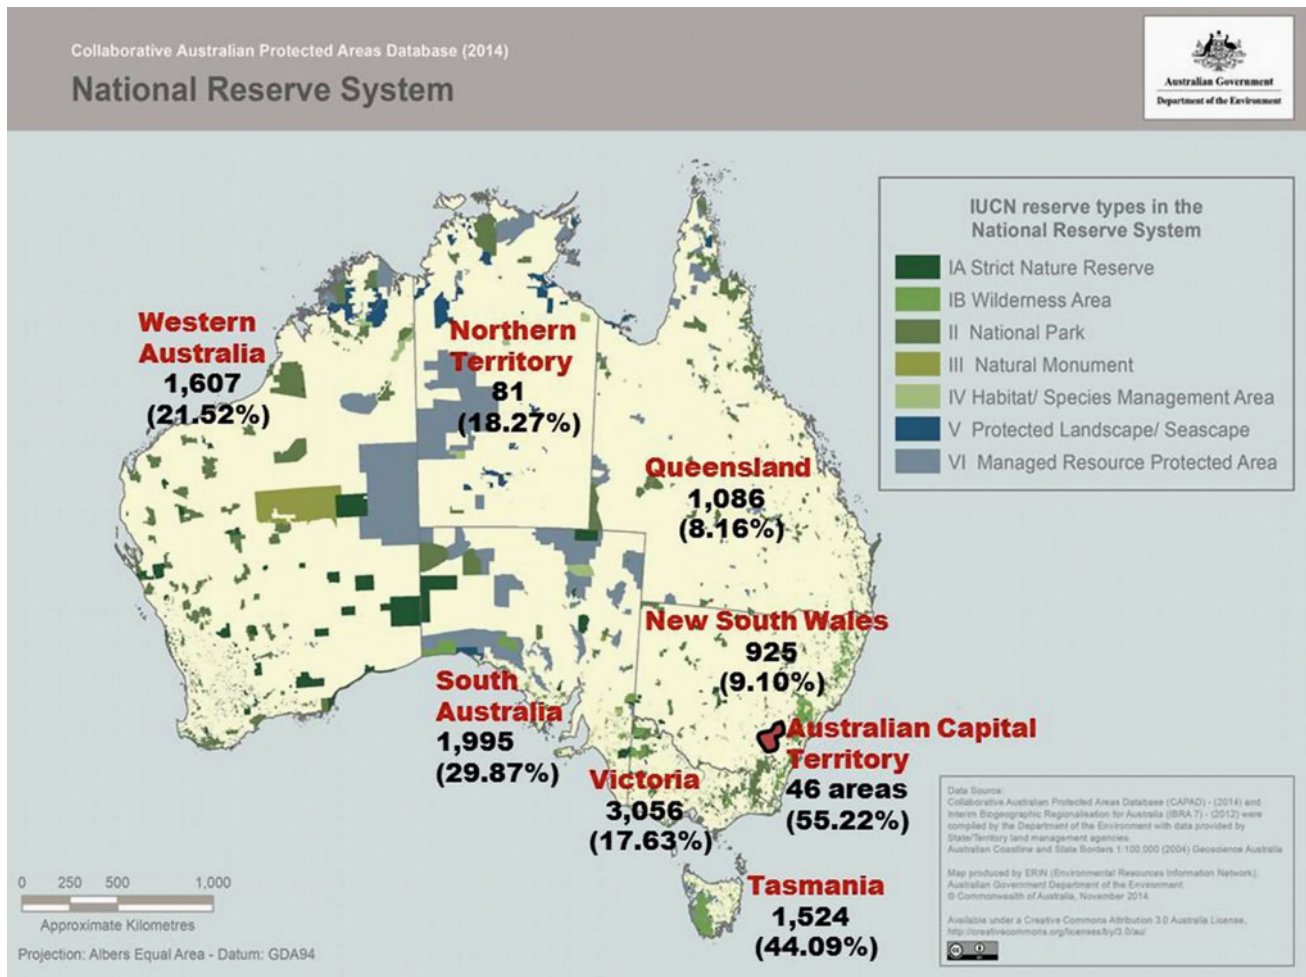 Collaborative Australian Protected Areas Database (2014)
National Reserve System
Australian Government
Department of the Environment
IUCN reserve types in the
National Reserve System
IA Strict Nature Reserve
IB Wilderness Area
II National Park
III Natural Monument
IV Habitat/ Species Management Area
V Protected Landscape/ Seascape
VI Managed Resource Protected Area
Western
Australia
1,607
(21.52%)
Northern
Territory
81
(18.27%)
Queensland
1,086
(8.16%)
New South Wales
925
(9.10%)
South
Australia
1,995
(29.87%)
Australian Capital
Territory
46 areas
(55.22%)
Victoria
3,056
(17.63%)
Tasmania
1,524
(44.09%)
0 250 500 1,000
Approximate Kilometres
Projection: Albers Equal Area - Datum: GDA94
Data Source:
Collaborative Australian Protected Areas Database (CAPAD) - (2014) and
Interim Biogeographic Regionalisation for Australia (IBRA 7) - (2012) were
compiled by the Department of the Environment with data provided by
State/Territory land management agencies.
Australian Coastline and State Borders 1:100,000 (2004) Geoscience Australia
Map produced by ERIN (Environmental Resources Information Network),
Australian Government Department of the Environment.
© Commonwealth of Australia, November 2014.
Available under a Creative Commons Attribution 3.0 Australia License,
http://creativecommons.org/licenses/by/3.0/au/